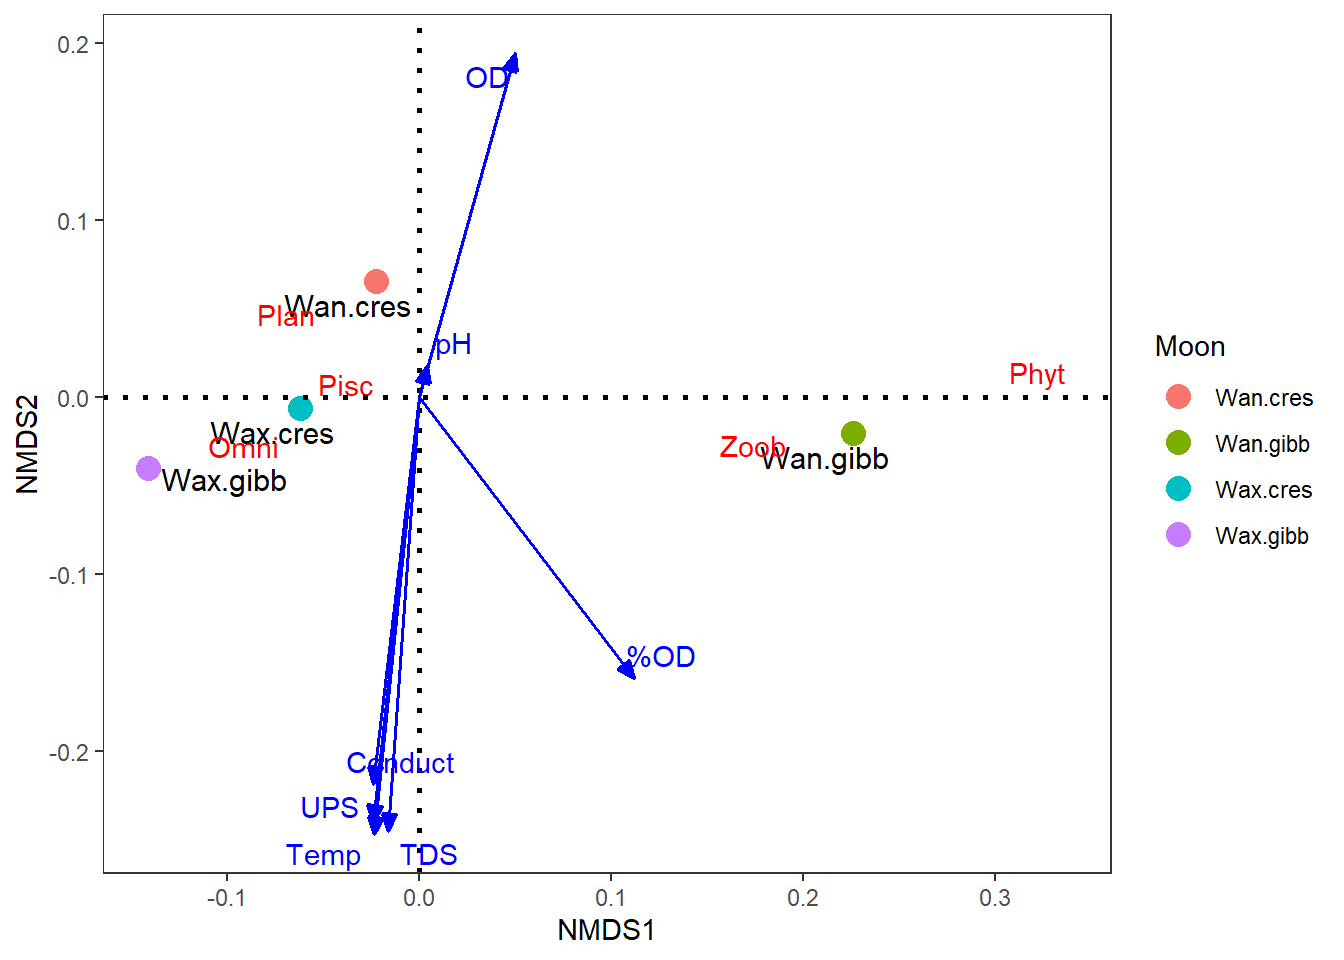 0.2
OD
0.1
Wan.cres
Plan
pH
Moon
Phyt
Pisc
Wan.cres
0.0
Wax.cres
Omni
Zoob
Wan.gibb
Wan.gibb
NMDS2
Wax.gibb
Wax.cres
Wax.gibb
-0.1
%OD
-0.2
Conduct
UPS
Temp
TDS
-0.1
0.0
0.1
0.2
0.3
NMDS1